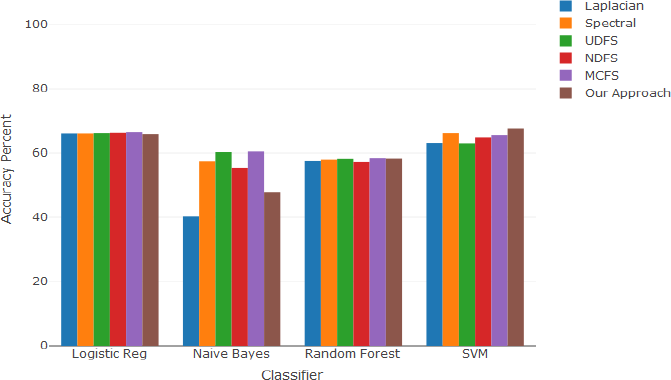 Laplacian
Spectral
UDFS
NDFS
MCFS
Our Approach
100
80
60
40
20
0
Accuracy Percent
Logistic Reg
Naive Bayes
Random Forest
SVM
Classifier